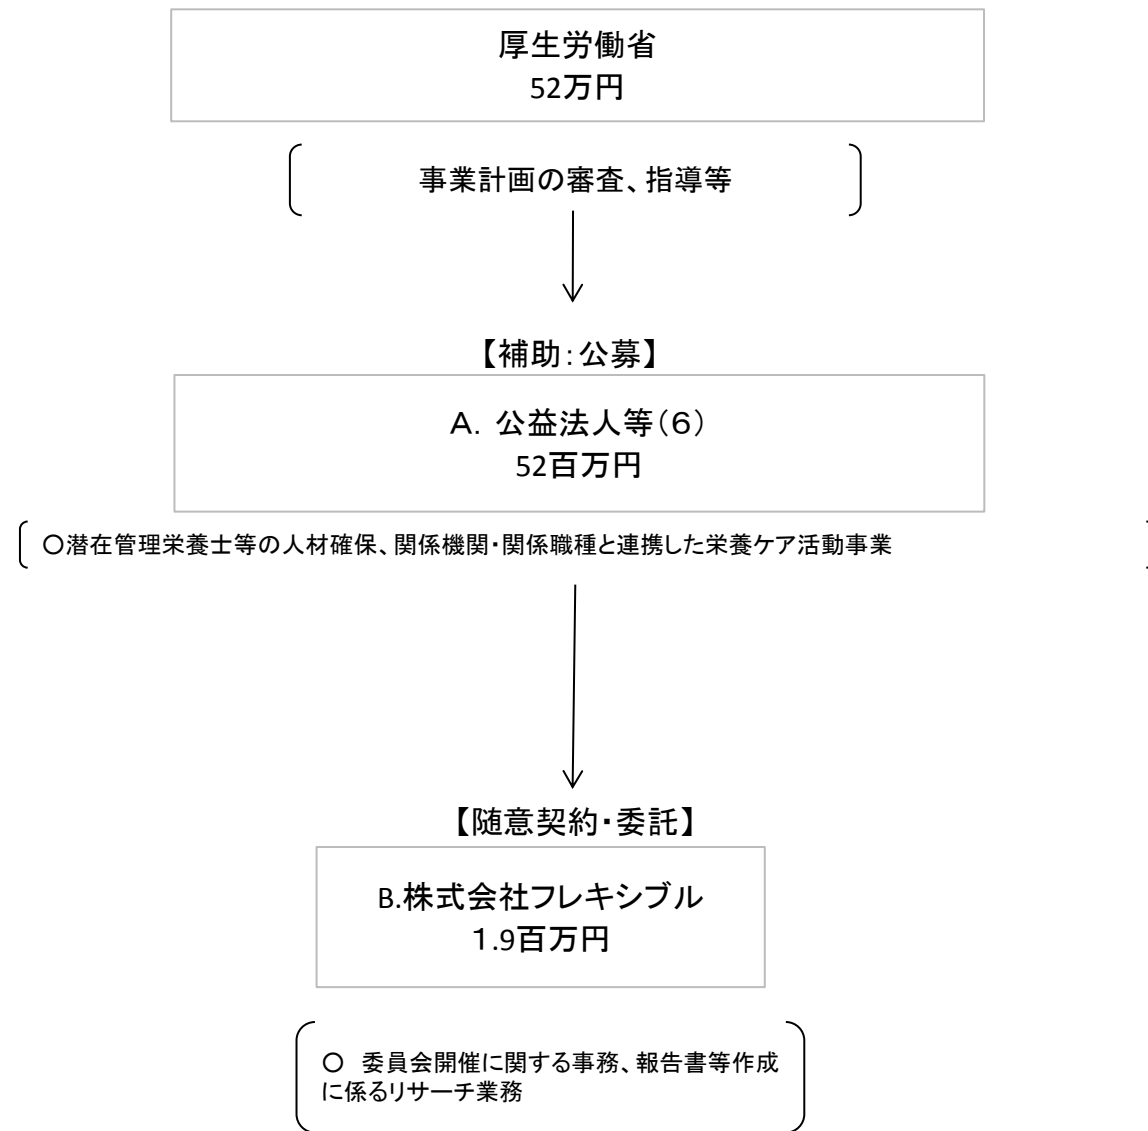 厚生労働省
52万円
事業計画の審査、指導等
【補助：公募】
Ａ．公益法人等（６）
52百万円
○潜在管理栄養士等の人材確保、関係機関・関係職種と連携した栄養ケア活動事業
【随意契約・委託】
B.株式会社フレキシブル
１.9百万円
○　委員会開催に関する事務、報告書等作成
に係るリサーチ業務